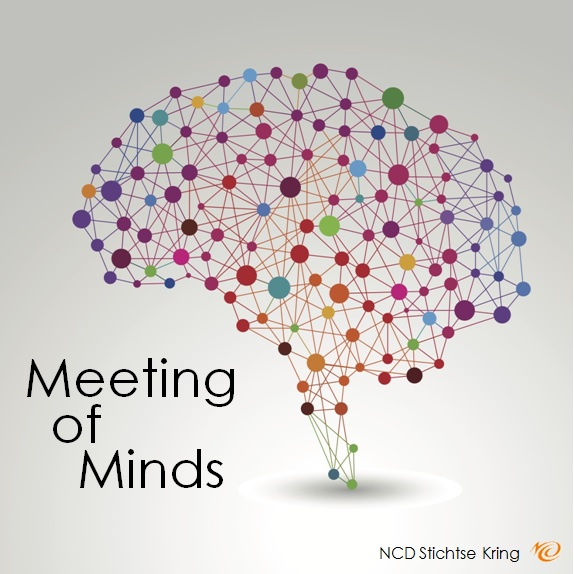 Meeting
of
Minds
NCD Stichtse Kring